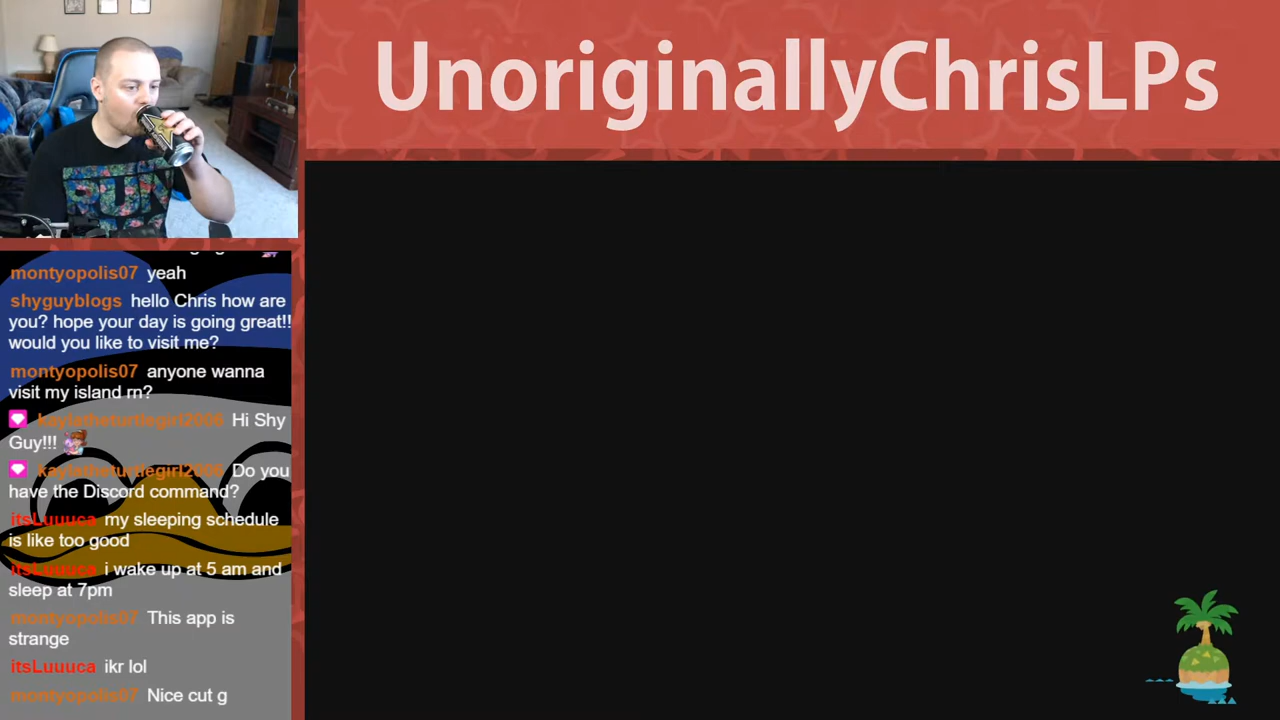 UnoriginallyChrisLPs
RUN
montyopolis07 yeah
shyguyblogs hello Chris how are
you? hope your day is going great!!
would you like to visit me?
montyopolis07 anyone wanna
visit my island rn?
kaylatheturtlegirl2006 Hi Shy
Guy!!!
kaylatheturtlegirl2006 Do you
have the Discord command?
itsLuuuca my sleeping schedule
is like too good
itsLuuuca i wake up at 5 am and
sleep at 7pm
montyopolis07 This app is
strange
itsLuuuca ikr lol
montyopolis07 Nice cut g